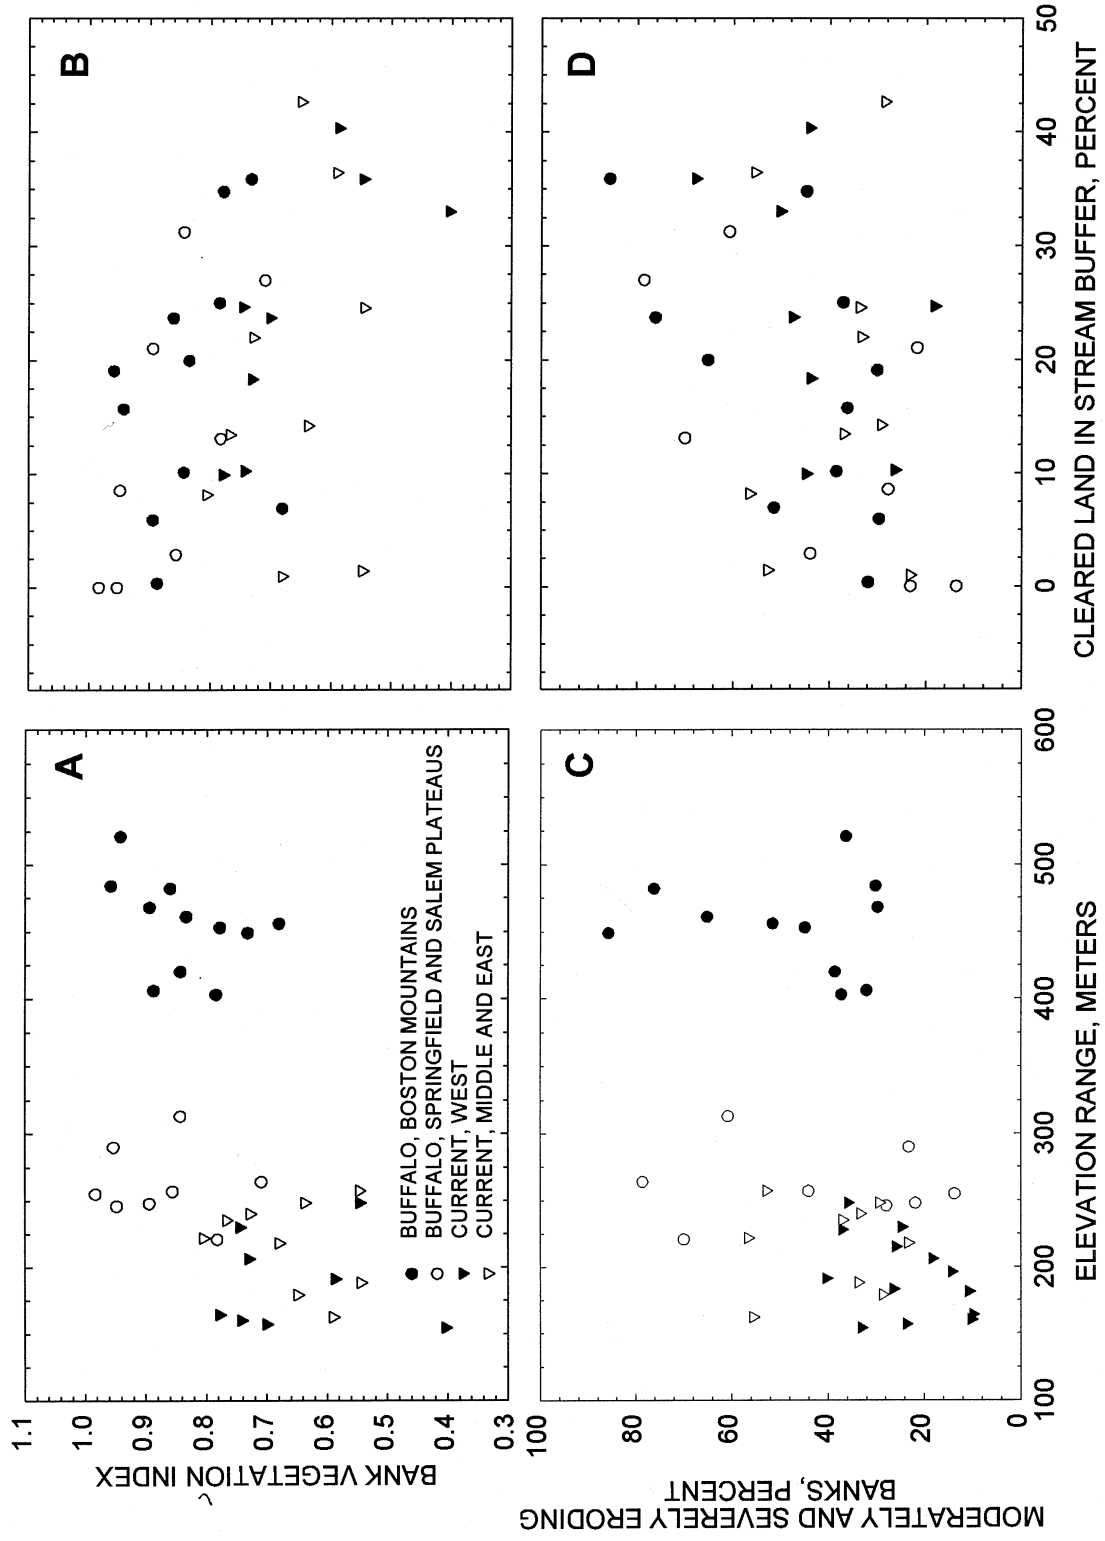 A
B
1.1
1.0
0.9
0.8
0.7
0.6
0.5
0.4
0.3
BANK VEGETATION INDEX
BUFFALO, BOSTON MOUNTAINS
BUFFALO, SPRINGFIELD AND SALEM PLATEAUS
CURRENT, WEST
CURRENT, MIDDLE AND EAST
C
D
100
80
60
40
20
0
MODERATELY AND SEVERELY ERODING
BANKS, PERCENT
100
200
300
400
500
600
ELEVATION RANGE, METERS
0
10
20
30
40
50
CLEARED LAND IN STREAM BUFFER, PERCENT